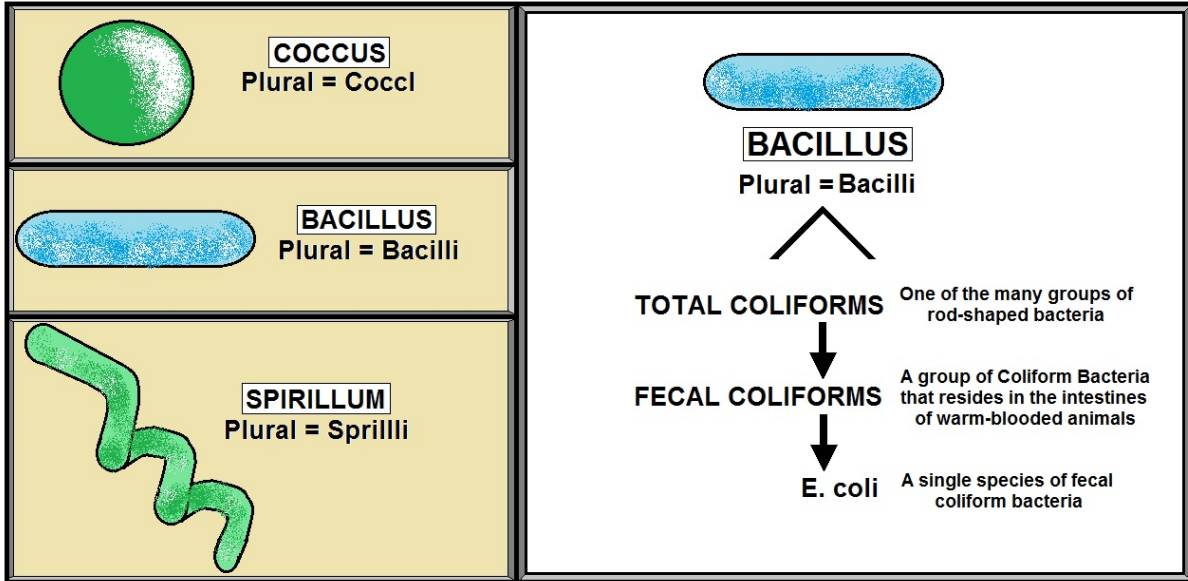 COCCUS
Plural = CoccI
BACILLUS
Plural = Bacilli
SPIRILLUM
Plural = Sprillli
BACILLUS
Plural = Bacilli
TOTAL COLIFORMS
One of the many groups of
rod-shaped bacteria
FECAL COLIFORMS
A group of Coliform Bacteria
that resides in the intestines
of warm-blooded animals
E. coli
A single species of fecal
coliform bacteria